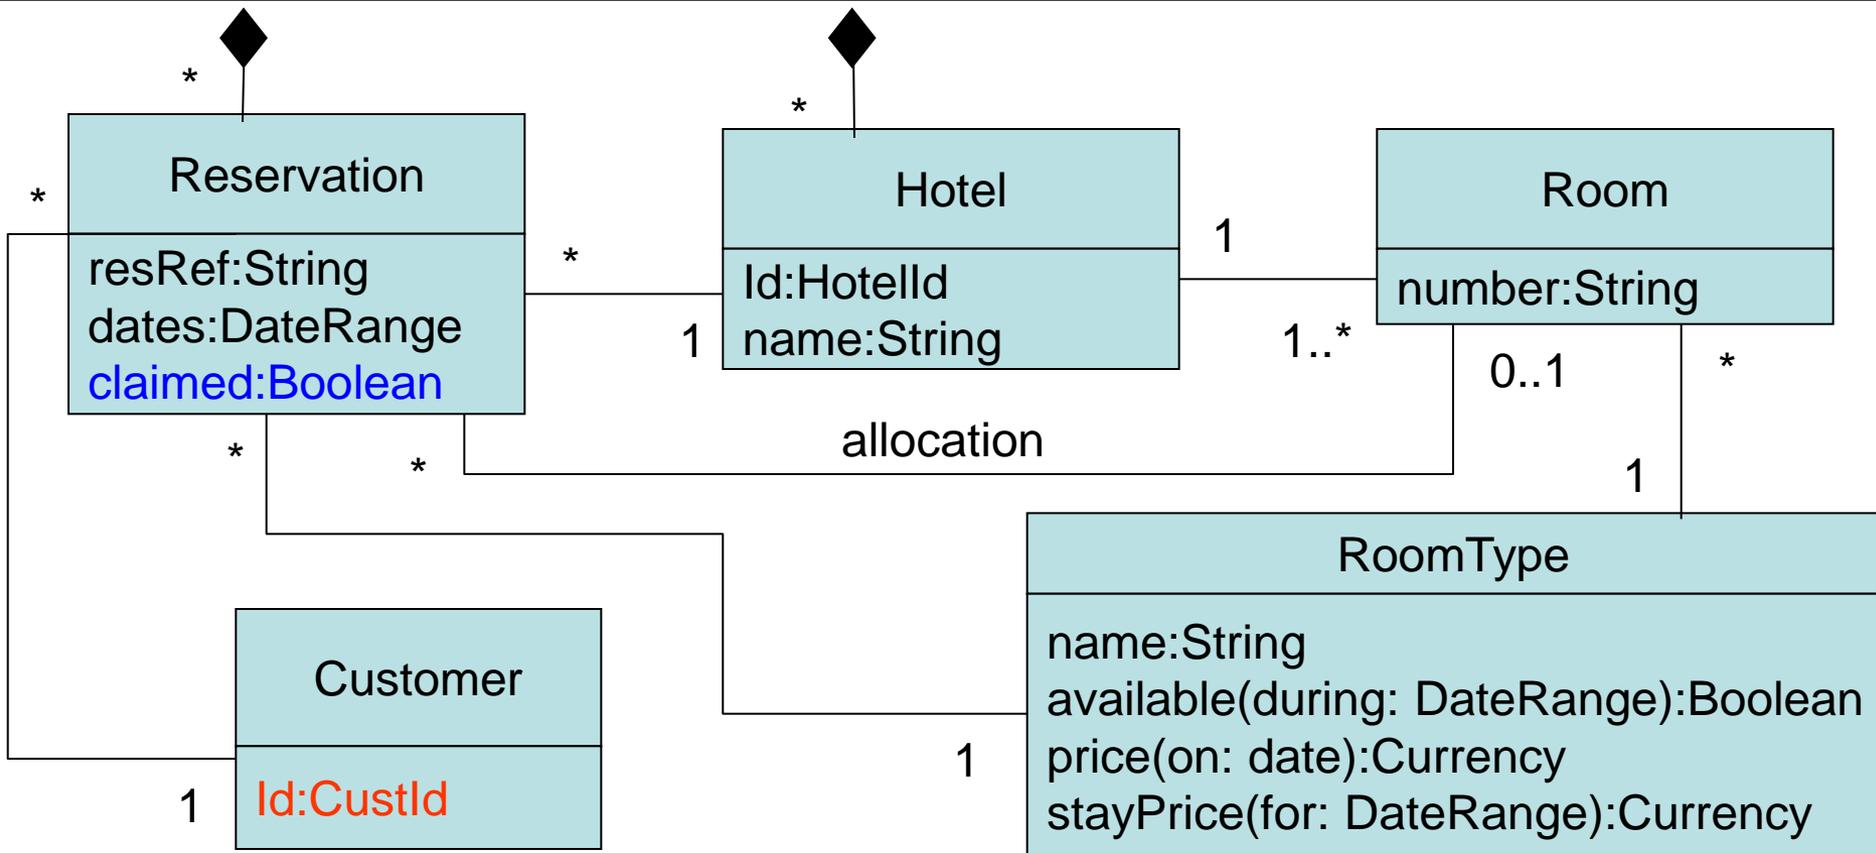 *
*
Reservation
Hotel
Room
*
resRef:String
dates:DateRange
claimed:Boolean
*
1
Id:HotelId
name:String
1
1..*
number:String
0..1
*
*
*
allocation
1
RoomType
name:String
available(during: DateRange):Boolean
price(on: date):Currency
stayPrice(for: DateRange):Currency
Customer
Id:CustId
1
1